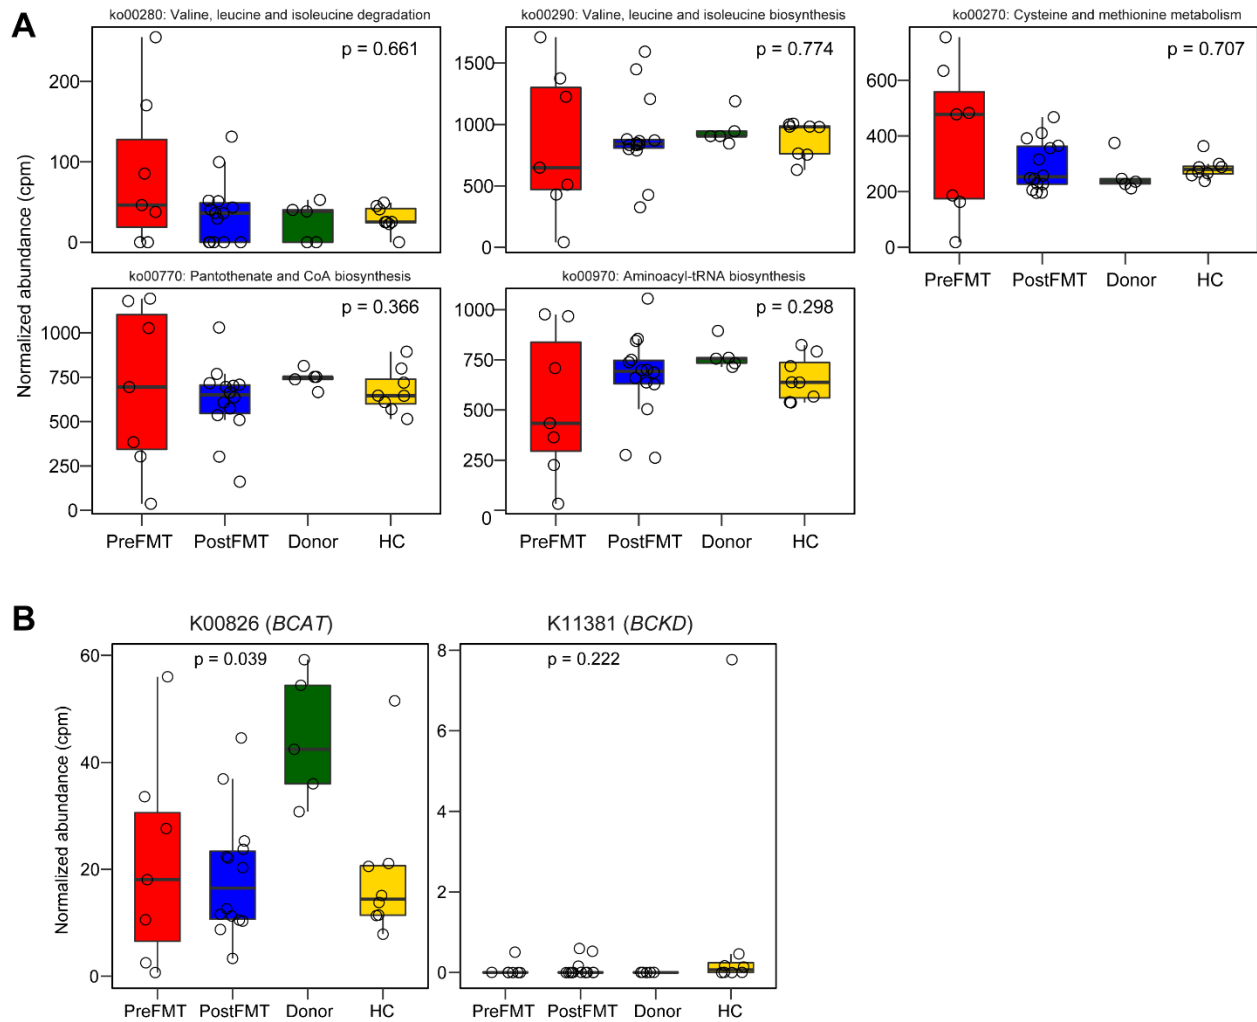 A
ko00280: Valine, leucine and isoleucine degradation
p = 0.661
200
100
0
ko00290: Valine, leucine and isoleucine biosynthesis
p = 0.774
1500
1000
500
0
ko00270: Cysteine and methionine metabolism
p = 0.707
600
400
200
0
PreFMT PostFMT Donor HC
Normalized abundance (cpm)
ko00770: Pantothenate and CoA biosynthesis
p = 0.366
1000
750
500
250
0
PreFMT PostFMT Donor HC
ko00970: Aminoacyl-tRNA biosynthesis
p = 0.298
1000
750
500
250
0
PreFMT PostFMT Donor HC
B
K00826 (BCAT)
p = 0.039
60
40
20
0
Normalized abundance (cpm)
PreFMT PostFMT Donor HC
K11381 (BCKD)
p = 0.222
8
6
4
2
0
PreFMT PostFMT Donor HC